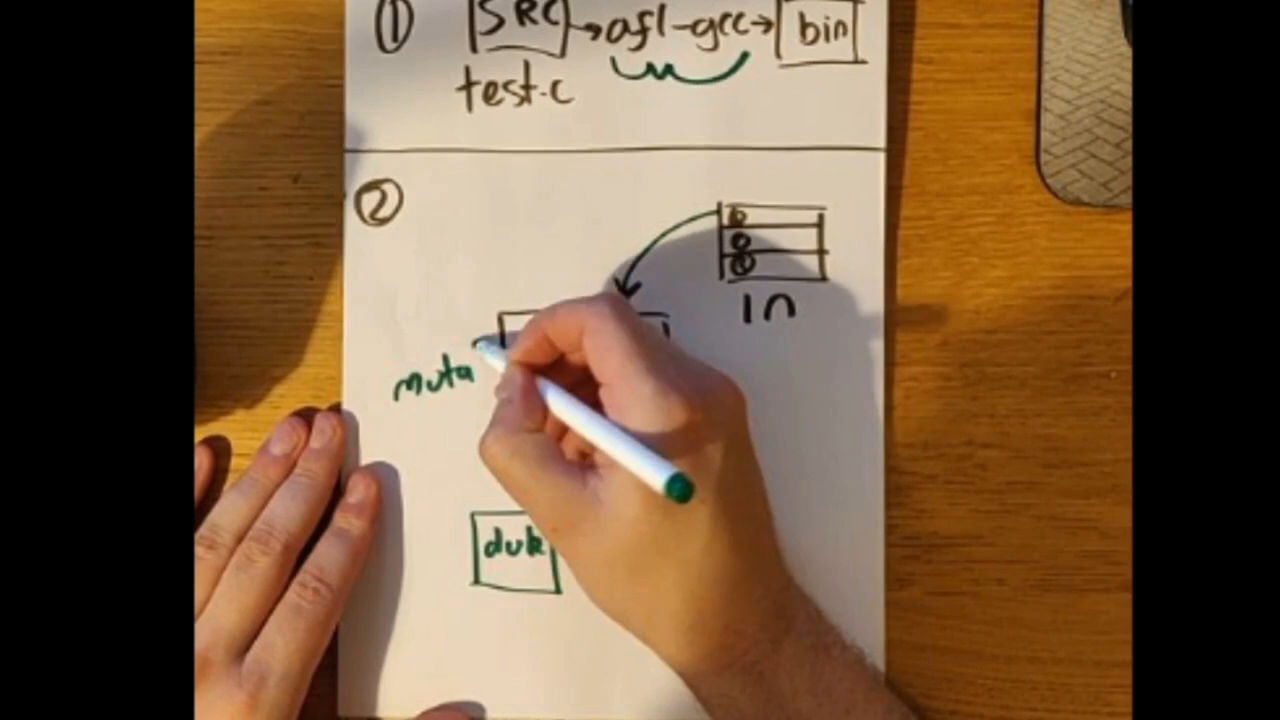 ① SRC → afl-gcc → bin
test.c
②
in
muta
duk